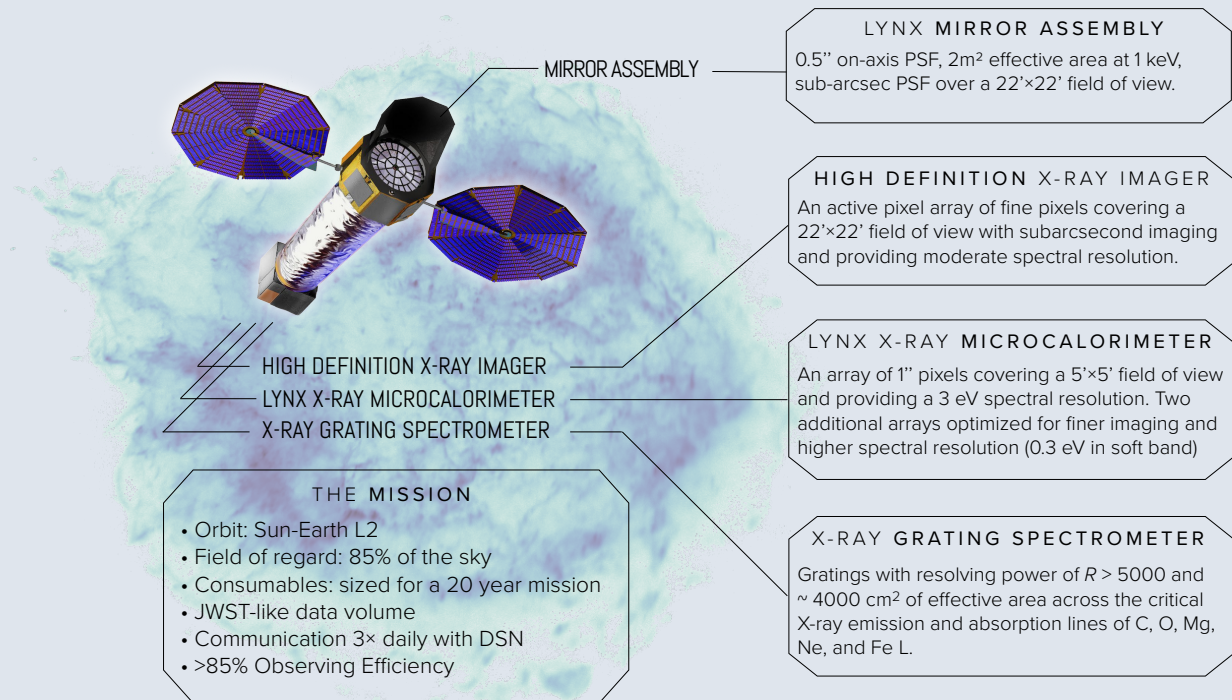 LYNX MIRROR ASSEMBLY
0.5’’ on-axis PSF, 2m² effective area at 1 keV,
sub-arcsec PSF over a 22’×22’ field of view.
MIRROR ASSEMBLY
HIGH DEFINITION X-RAY IMAGER
An active pixel array of fine pixels covering a
22’×22’ field of view with subarcsecond imaging
and providing moderate spectral resolution.
HIGH DEFINITION X-RAY IMAGER
LYNX X-RAY MICROCALORIMETER
X-RAY GRATING SPECTROMETER
LYNX X-RAY MICROCALORIMETER
An array of 1’’ pixels covering a 5’×5’ field of view
and providing a 3 eV spectral resolution. Two
additional arrays optimized for finer imaging and
higher spectral resolution (0.3 eV in soft band)
THE MISSION
• Orbit: Sun-Earth L2
• Field of regard: 85% of the sky
• Consumables: sized for a 20 year mission
• JWST-like data volume
• Communication 3× daily with DSN
• >85% Observing Efficiency
X-RAY GRATING SPECTROMETER
Gratings with resolving power of R > 5000 and
~ 4000 cm² of effective area across the critical
X-ray emission and absorption lines of C, O, Mg,
Ne, and Fe L.